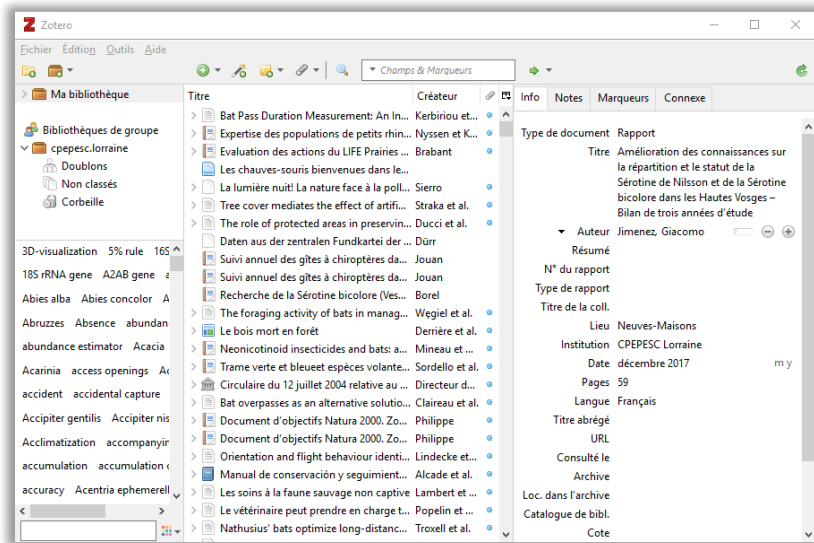 Zotero
Fichier Édition Outils Aide
Champs & Marqueurs
Ma bibliothèque
Bibliothèques de groupe
cpepesc.lorraine
Doublons
Non classés
Corbeille
3D-visualization 5% rule 16S
18S rRNA gene A2AB gene a
Abies alba Abies concolor A
Abruzzes Absence abundan
abundance estimator Acacia
Acarinia access openings Ac
accident accidental capture
Accipiter gentilis Accipiter nis
Acclimatization accompanyin
accumulation accumulation c
accuracy Acentria ephemerell
Titre Créateur
Bat Pass Duration Measurement: An In... Kerbiriou et...
Expertise des populations de petits rhin... Nyssen et K...
Evaluation des actions du LIFE Prairies ... Brabant
Les chauves-souris bienvenues dans le...
La lumière nuit! La nature face à la poll... Sierro
Tree cover mediates the effect of artifi... Straka et al.
The role of protected areas in preservin... Ducci et al.
Daten aus der zentralen Fundkartei der ... Dürr
Suivi annuel des gîtes à chiroptères da... Jouan
Suivi annuel des gîtes à chiroptères da... Jouan
Recherche de la Sérotine bicolore (Ves... Borel
The foraging activity of bats in manag... Węgiel et al.
Le bois mort en forêt Derrière et al.
Neonicotinoid insecticides and bats: a... Mineau et ...
Trame verte et bleueet espèces volante... Sordello et al.
Circulaire du 12 juillet 2004 relative au ... Directeur d...
Bat overpasses as an alternative solutio... Claireau et al.
Document d'objectifs Natura 2000. Zo... Philippe
Document d'objectifs Natura 2000. Zo... Philippe
Orientation and flight behaviour identi... Lindecke et...
Manual de conservación y seguimient... Alcade et al.
Les soins à la faune sauvage non captive Lambert et ...
Le vétérinaire peut prendre en charge t... Popelin et ...
Nathusius' bats optimize long-distanc... Troxell et al.
Info Notes Marqueurs Connexe
Type de document Rapport
Titre Amélioration des connaissances sur
la répartition et le statut de la
Sérotine de Nilsson et de la Sérotine
bicolore dans les Hautes Vosges –
Bilan de trois années d'étude
Auteur Jimenez, Giacomo
Résumé
N° du rapport
Type de rapport
Titre de la coll.
Lieu Neuves-Maisons
Institution CPEPESC Lorraine
Date décembre 2017 m y
Pages 59
Langue Français
Titre abrégé
URL
Consulté le
Archive
Loc. dans l'archive
Catalogue de bibl.
Cote